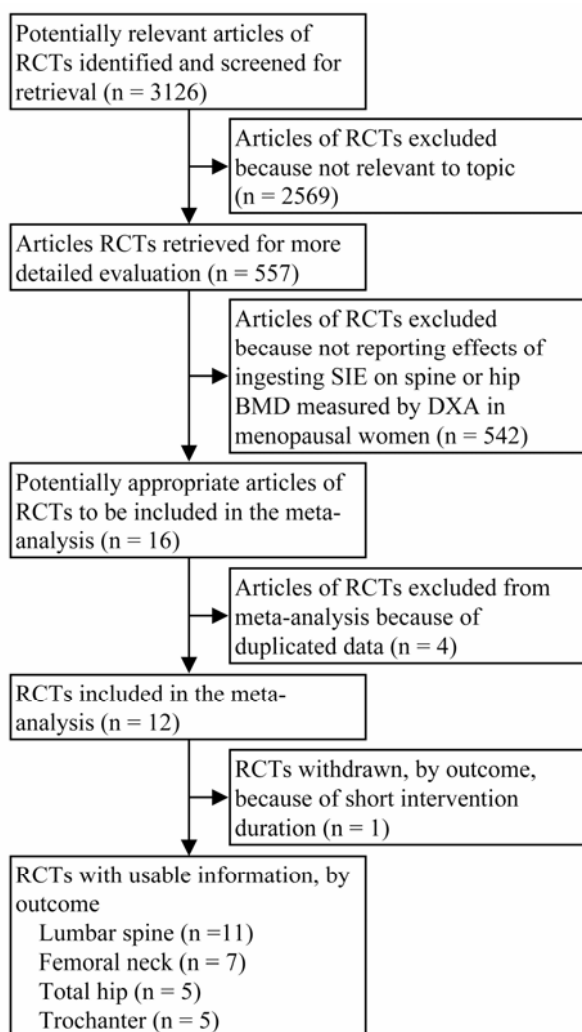 Potentially relevant articles of
RCTs identified and screened for
retrieval (n = 3126)
Articles of RCTs excluded
because not relevant to topic
(n = 2569)
Articles RCTs retrieved for more
detailed evaluation (n = 557)
Articles of RCTs excluded
because not reporting effects of
ingesting SIE on spine or hip
BMD measured by DXA in
menopausal women (n = 542)
Potentially appropriate articles of
RCTs to be included in the meta-
analysis (n = 16)
Articles of RCTs excluded from
meta-analysis because of
duplicated data (n = 4)
RCTs included in the meta-
analysis (n = 12)
RCTs withdrawn, by outcome,
because of short intervention
duration (n = 1)
RCTs with usable information, by
outcome
Lumbar spine (n =11)
Femoral neck (n = 7)
Total hip (n = 5)
Trochanter (n = 5)